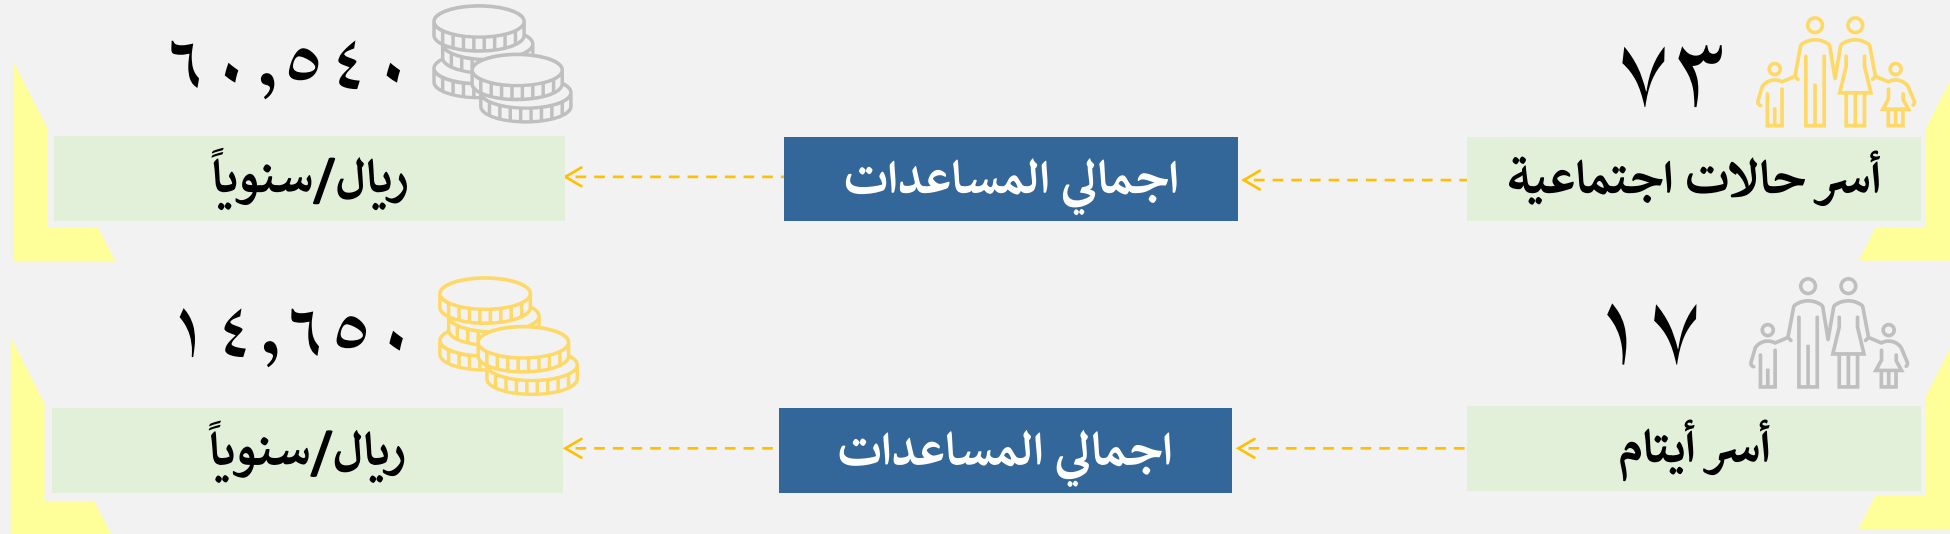 ٧٣
٦٠,٥٤٠
أسر حالات اجتماعية
اجمالي المساعدات
ريال/سنوياً
١٧
١٤,٦٥٠
أسر أيتام
اجمالي المساعدات
ريال/سنوياً